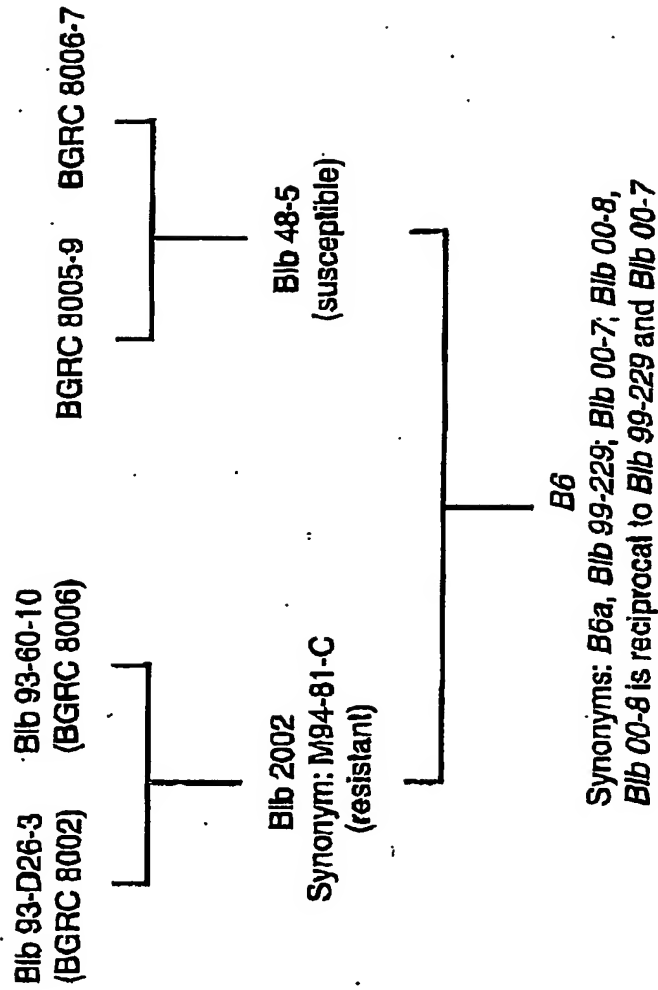 Blb 93-D26-3
(BGRC 8002)
Blb 93-60-10
(BGRC 8006)
BGRC 8005-9
BGRC 8006-7
Blb 2002
Synonym: M94-81-C
(resistant)
Blb 48-5
(susceptible)
B6
Synonyms: B6a, Blb 99-229; Blb 00-7; Blb 00-8,
Blb 00-8 is reciprocal to Blb 99-229 and Blb 00-7